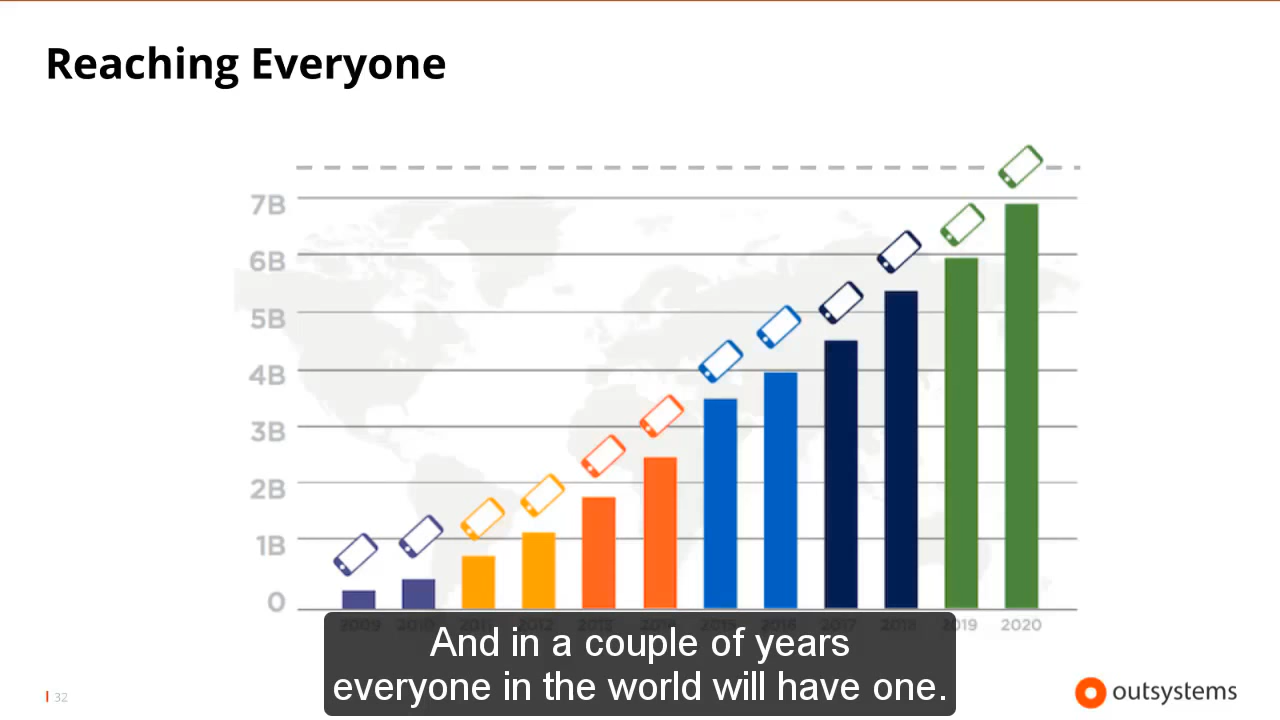 Reaching Everyone
7B
6B
5B
4B
3B
2B
1B
0
2009 2010 2011 2012 2013 2014 2015 2016 2017 2018 2019 2020
And in a couple of years
everyone in the world will have one.
32
outsystems